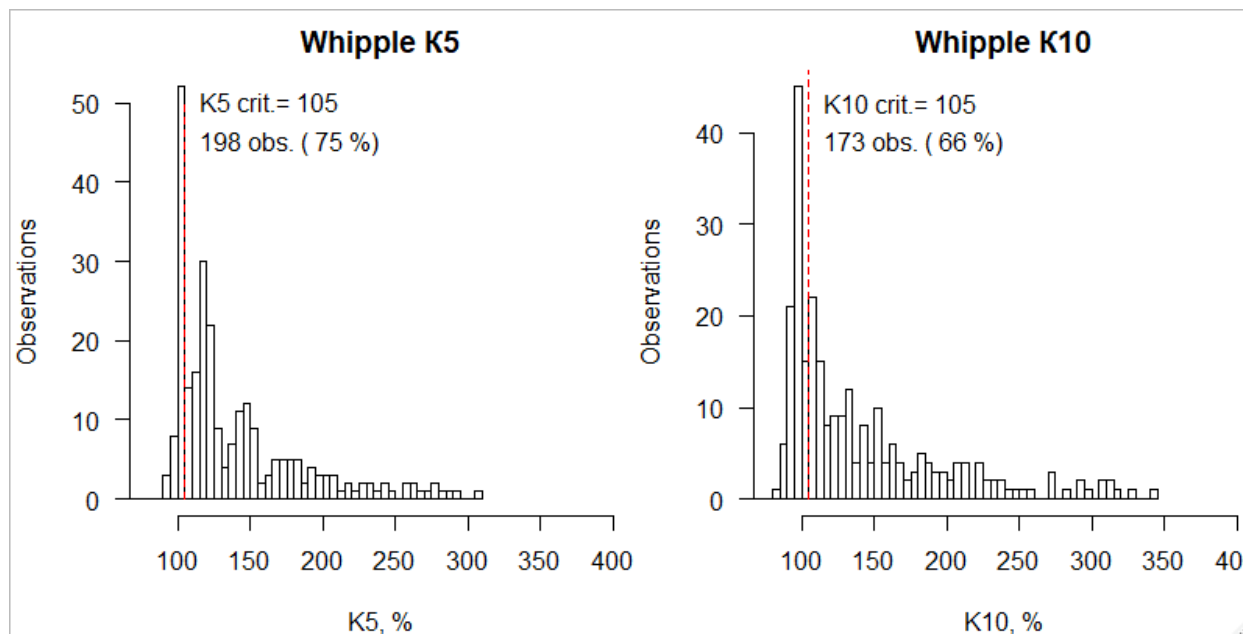 Whipple K5
K5 crit.= 105
198 obs. ( 75 %)
50
40
30
20
10
0
Observations
100 150 200 250 300 350 400
K5, %
Whipple K10
K10 crit.= 105
173 obs. ( 66 %)
40
30
20
10
0
Observations
100 150 200 250 300 350 40
K10, %